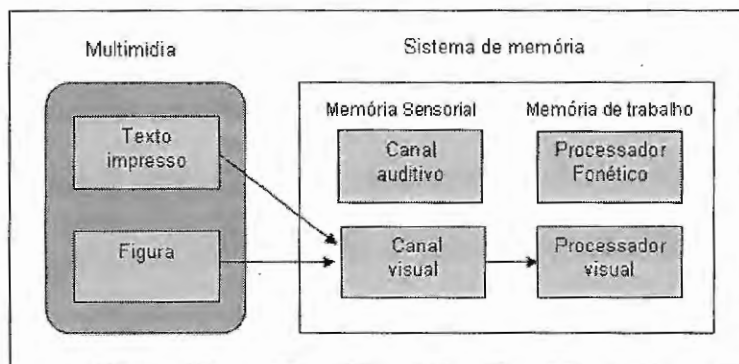 Multimidia
Sistema de memória
Texto
impresso
Figura
Memória Sensorial
Memória de trabalho
Canal
auditivo
Processador
Fonético
Canal
visual
Processador
visual